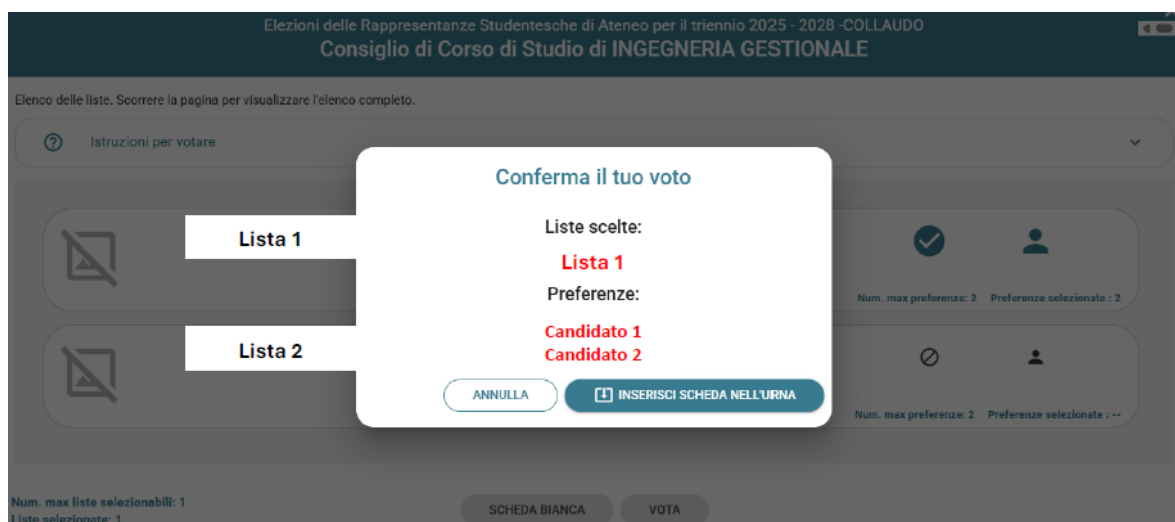 Elezioni delle Rappresentanze Studentesche di Ateneo per il triennio 2025 - 2028 -COLLAUDO
Consiglio di Corso di Studio di INGEGNERIA GESTIONALE
Elenco delle liste. Scorrere la pagina per visualizzare l'elenco completo.
Istruzioni per votare
Conferma il tuo voto
Liste scelte:
Lista 1
Preferenze:
Candidato 1
Candidato 2
ANNULLA
INSERISCI SCHEDA NELL'URNA
Lista 1
Num. max preferenze: 2 Preferenze selezionate : 2
Lista 2
Num. max preferenze: 2 Preferenze selezionate : --
Num. max liste selezionabili: 1
Liste selezionate: 1
SCHEDA BIANCA
VOTA